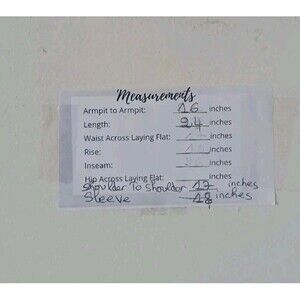 Measurements
Armpit to Armpit: 16 inches
Length: 24 inches
Waist Across Laying Flat: inches
Rise: inches
Inseam: inches
Hip Across Laying Flat: inches
Shoulder To Shoulder 17 inches
Sleeve 18 inches